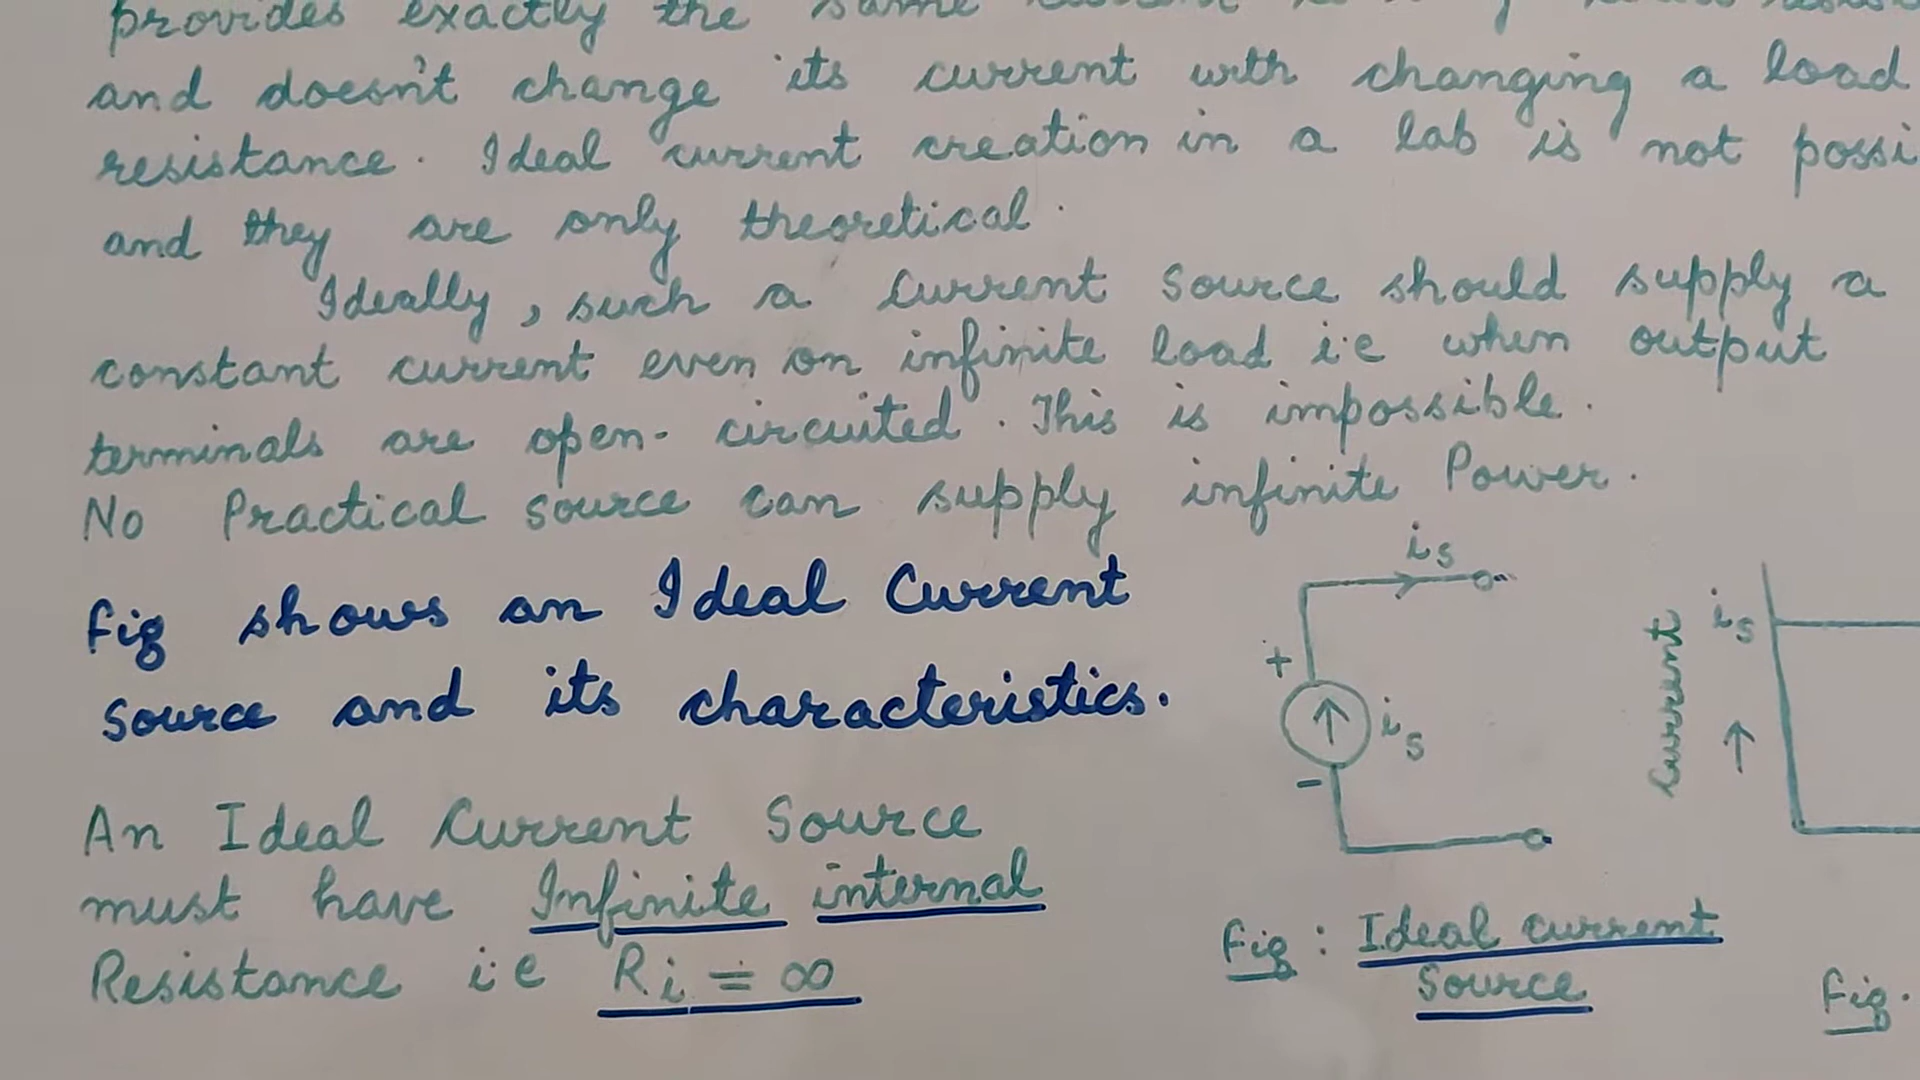 provides exactly the same current
and doesn't change its current with changing a load
resistance. Ideal current creation in a lab is not possi
and they are only theoretical.
Ideally, such a current source should supply a
constant current even on infinite load i.e when output
terminals are open-circuited. This is impossible.
No Practical source can supply infinite Power.
Fig shows an Ideal Current
source and its characteristics.
An Ideal Current Source
must have Infinite internal
Resistance i.e Ri = ∞
is
+
is
-
Fig: Ideal current
Source
Current
is
Fig.